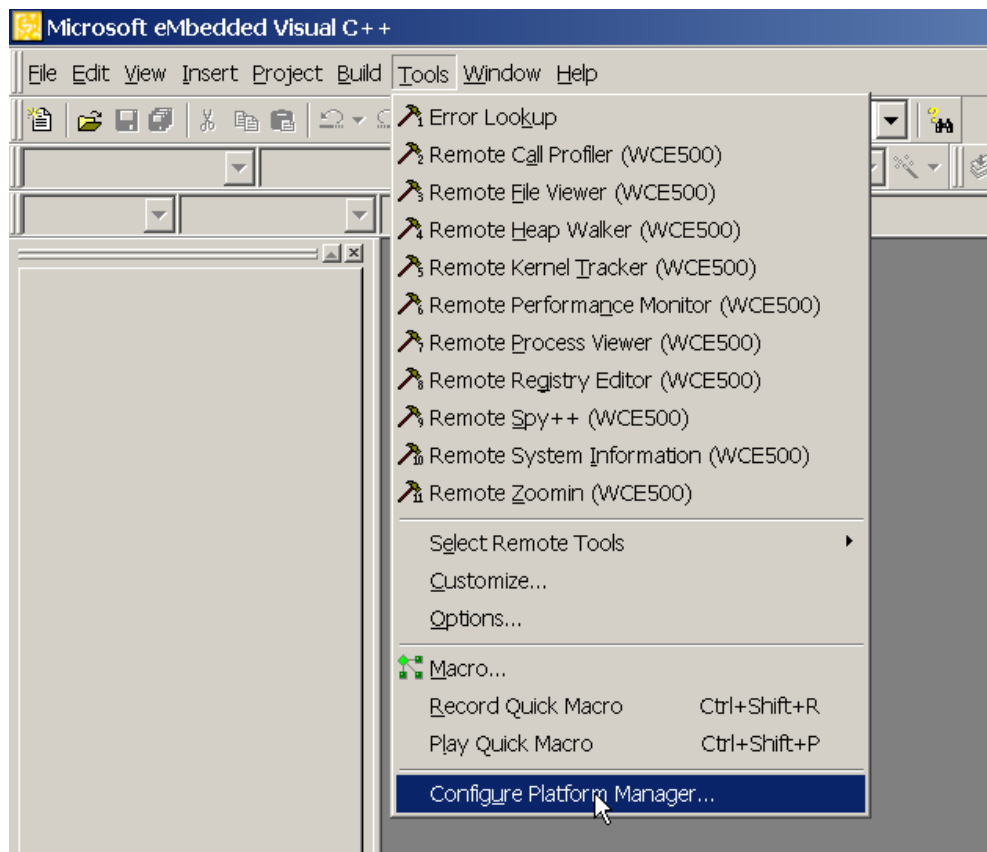 Microsoft eMbedded Visual C++
File Edit View Insert Project Build Tools Window Help
Error Lookup
Remote Call Profiler (WCE500)
Remote File Viewer (WCE500)
Remote Heap Walker (WCE500)
Remote Kernel Tracker (WCE500)
Remote Performance Monitor (WCE500)
Remote Process Viewer (WCE500)
Remote Registry Editor (WCE500)
Remote Spy++ (WCE500)
Remote System Information (WCE500)
Remote Zoomin (WCE500)
Select Remote Tools
Customize...
Options...
Macro...
Record Quick Macro Ctrl+Shift+R
Play Quick Macro Ctrl+Shift+P
Configure Platform Manager...